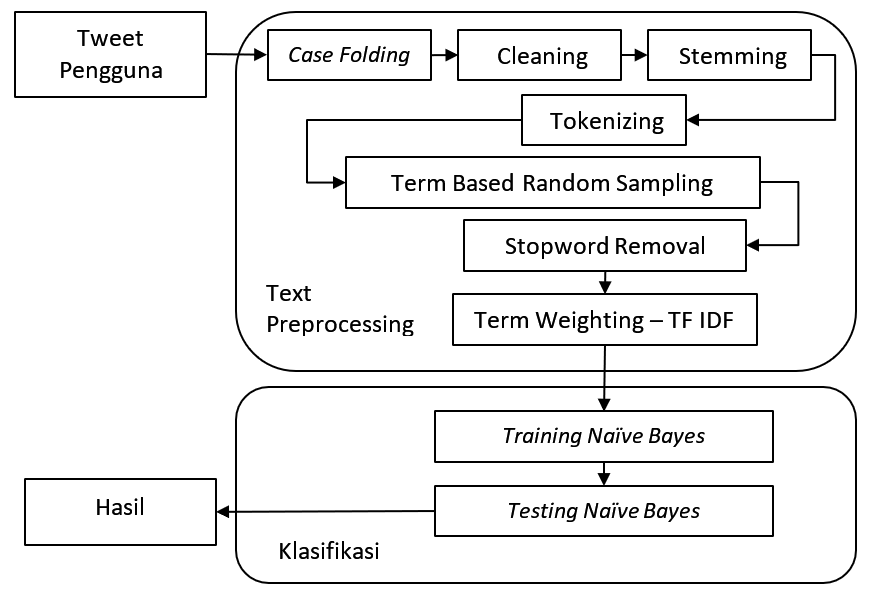 Tweet
Pengguna
Case Folding
Cleaning
Stemming
Tokenizing
Term Based Random Sampling
Stopword Removal
Text
Preprocessing
Term Weighting – TF IDF
Training Naïve Bayes
Testing Naïve Bayes
Hasil
Klasifikasi